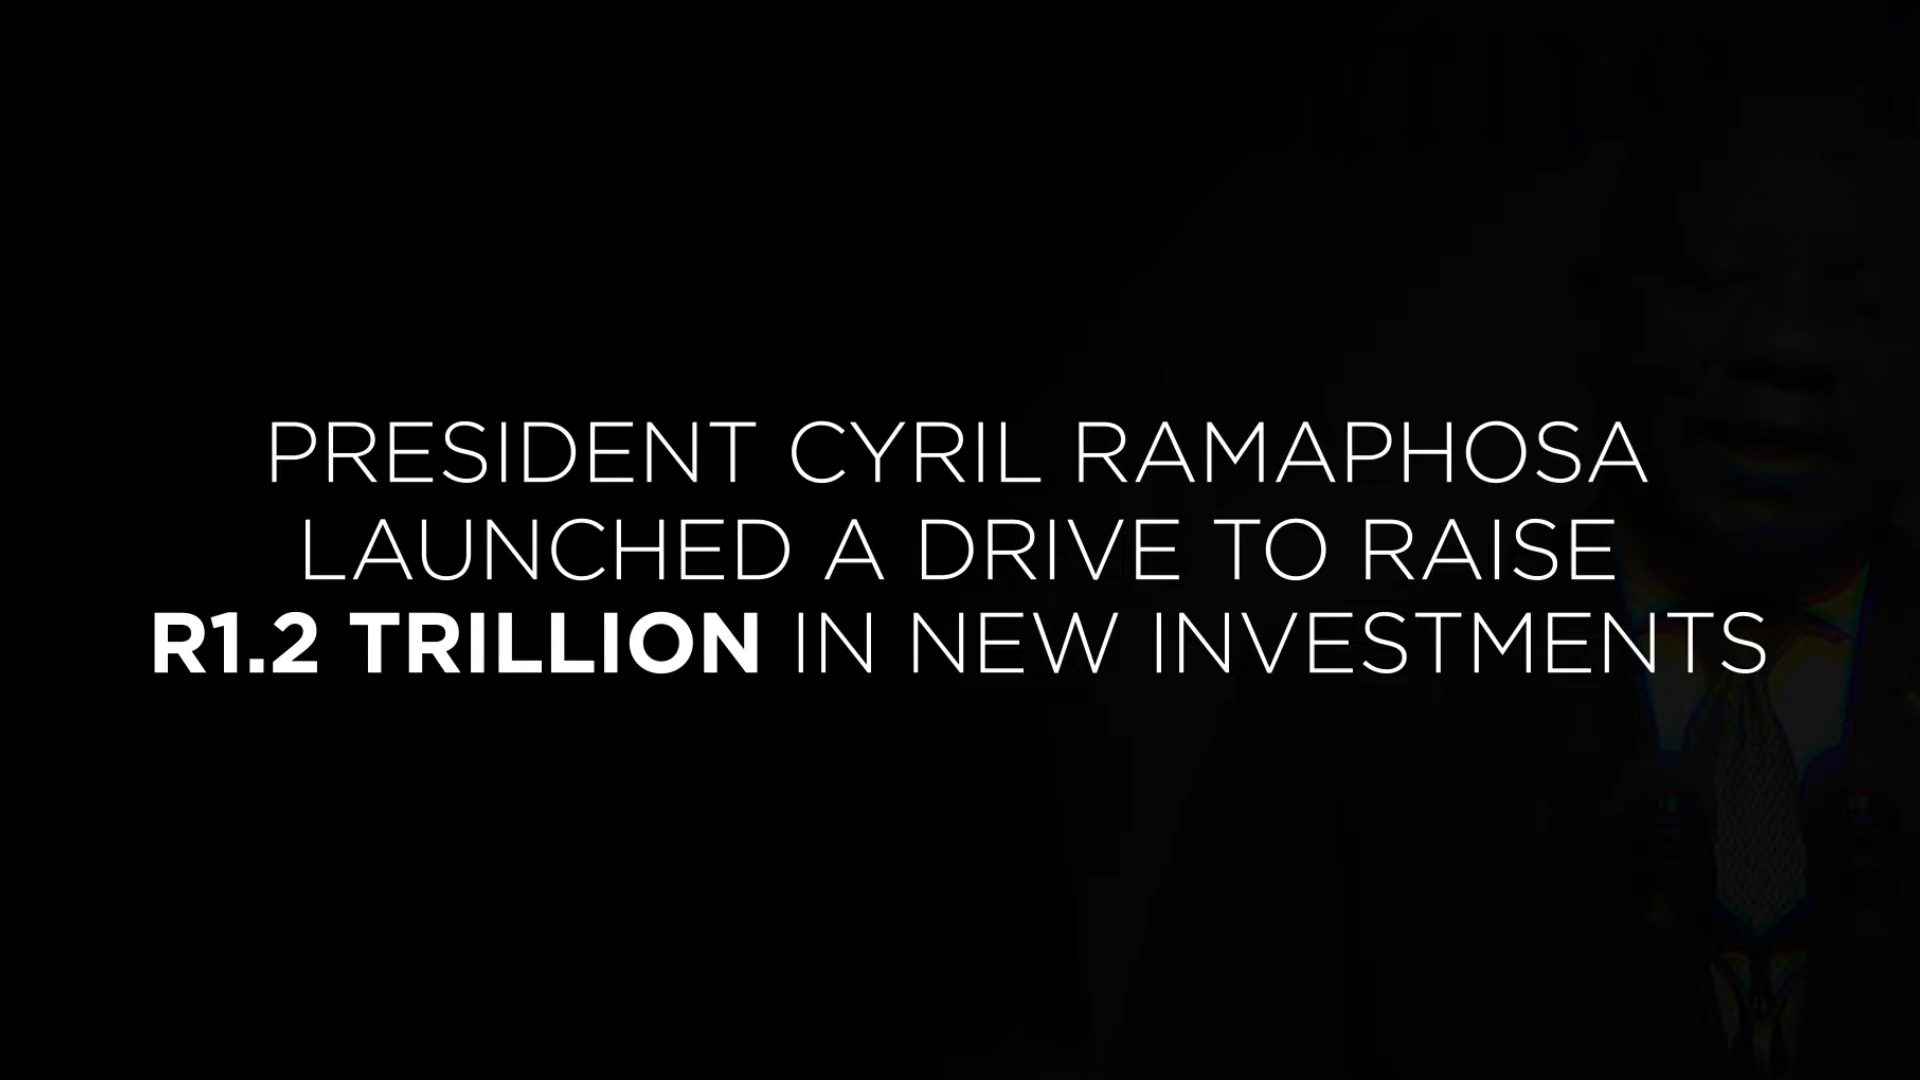 PRESIDENT CYRIL RAMAPHOSA
LAUNCHED A DRIVE TO RAISE
R1.2 TRILLION IN NEW INVESTMENTS